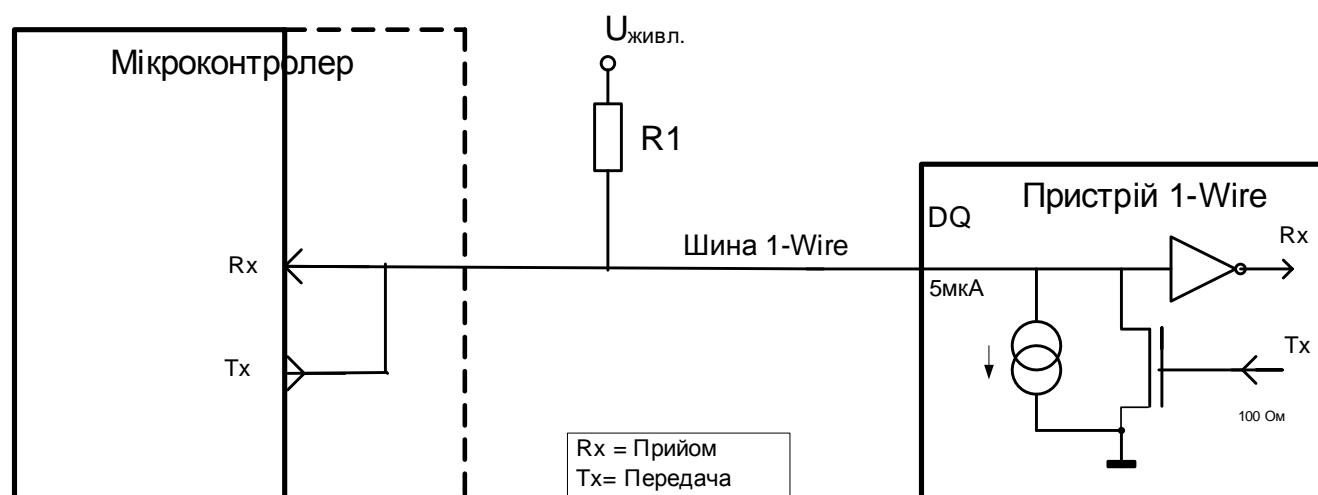 Мікроконтролер
Uживл.
R1
Пристрій 1-Wire
DQ
Rx
Шина 1-Wire
Rx
5мкА
Tx
Tx
100 Ом
Rx = Прийом
Tx= Передача